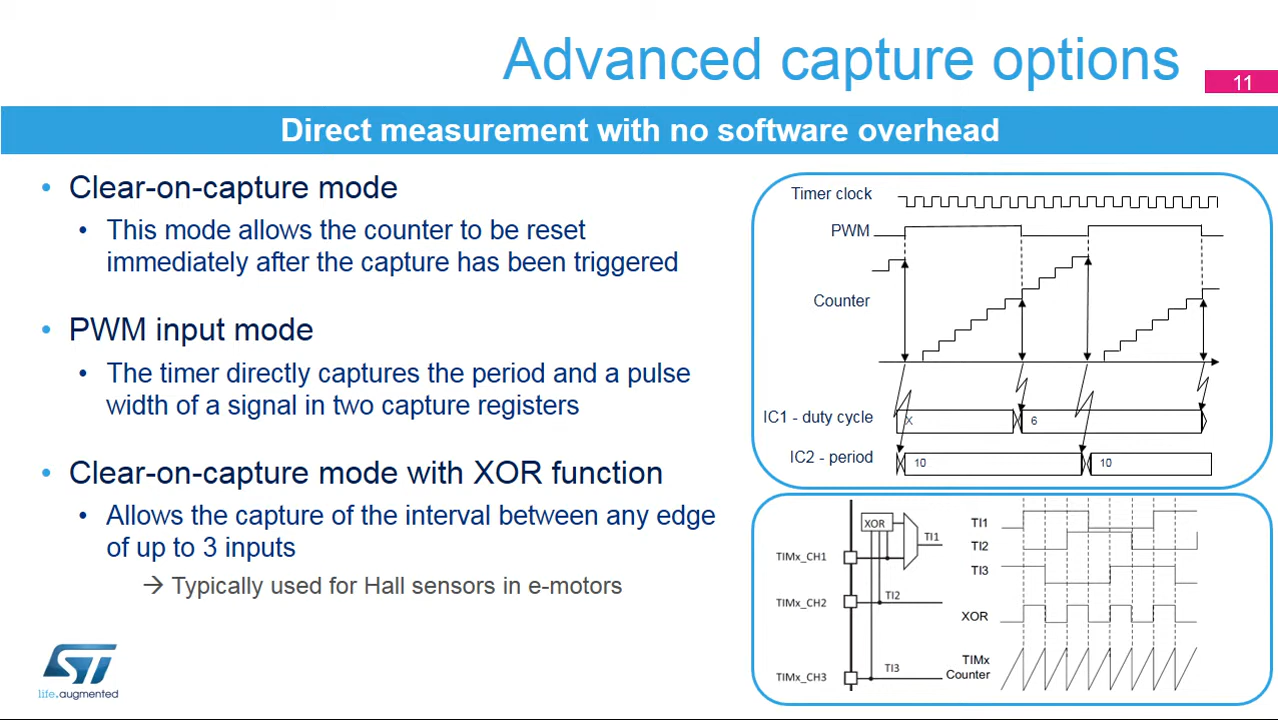 Advanced capture options
11
Direct measurement with no software overhead
• Clear-on-capture mode
• This mode allows the counter to be reset
immediately after the capture has been triggered
• PWM input mode
• The timer directly captures the period and a pulse
width of a signal in two capture registers
• Clear-on-capture mode with XOR function
• Allows the capture of the interval between any edge
of up to 3 inputs
→ Typically used for Hall sensors in e-motors
ST
life.augmented
Timer clock
PWM
Counter
IC1 - duty cycle
X
6
IC2 - period
10
10
XOR
TI1
TIMx_CH1
TIMx_CH2
TI2
TIMx_CH3
TI3
TI1
TI2
TI3
XOR
TIMx
Counter